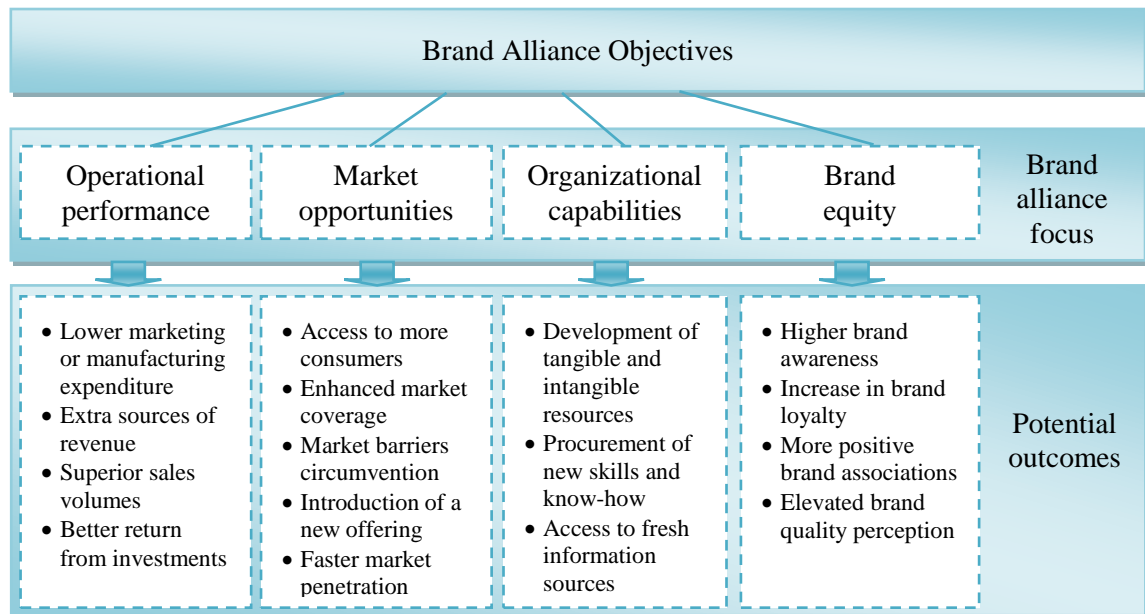 Brand Alliance Objectives
Operational
performance
Market
opportunities
Organizational
capabilities
Brand
equity
Brand
alliance
focus
• Lower marketing
or manufacturing
expenditure
• Extra sources of
revenue
• Superior sales
volumes
• Better return
from investments
• Access to more
consumers
• Enhanced market
coverage
• Market barriers
circumvention
• Introduction of a
new offering
• Faster market
penetration
• Development of
tangible and
intangible
resources
• Procurement of
new skills and
know-how
• Access to fresh
information
sources
• Higher brand
awareness
• Increase in brand
loyalty
• More positive
brand associations
• Elevated brand
quality perception
Potential
outcomes